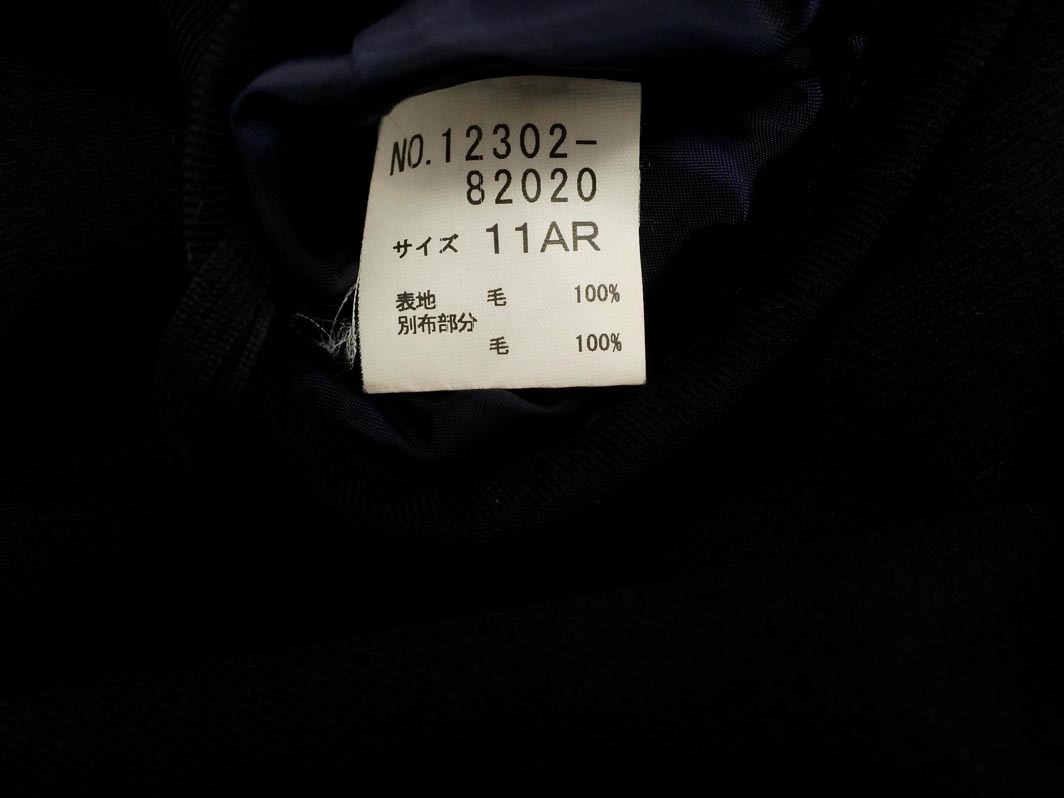 NO.12302-
82020
サイズ 11AR
表地 毛 100%
別布部分
毛 100%